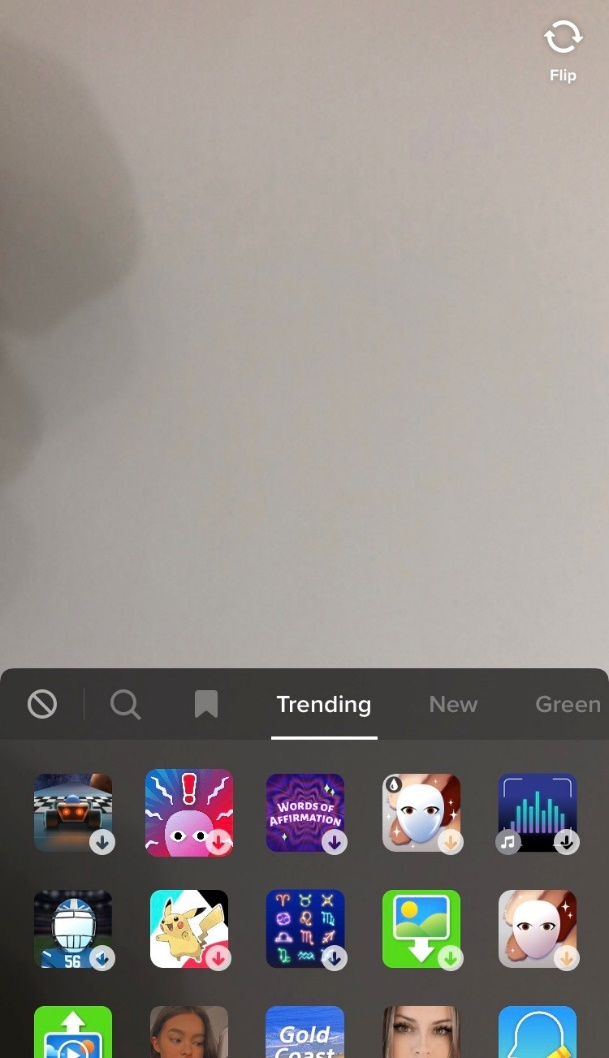 Flip
Trending
New
Green
WORDS OF
AFFIRMATION
56
Gold
Coast